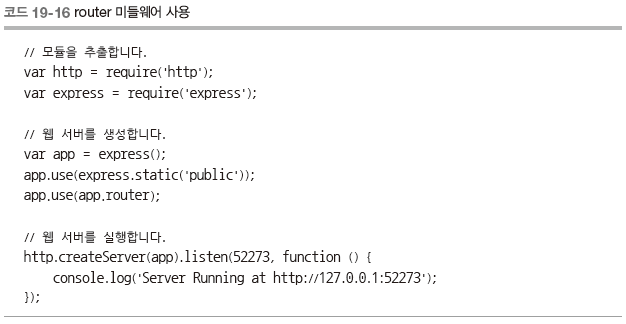 코드 19-16 router 미들웨어 사용
// 모듈을 추출합니다.
var http = require('http');
var express = require('express');
// 웹 서버를 생성합니다.
var app = express();
app.use(express.static('public'));
app.use(app.router);
// 웹 서버를 실행합니다.
http.createServer(app).listen(52273, function () {
    console.log('Server Running at http://127.0.0.1:52273');
});